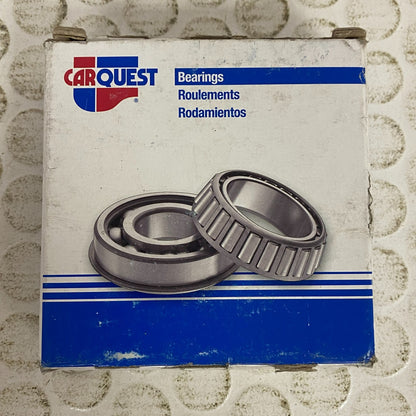 CARQUEST
Bearings
Roulements
Rodamientos